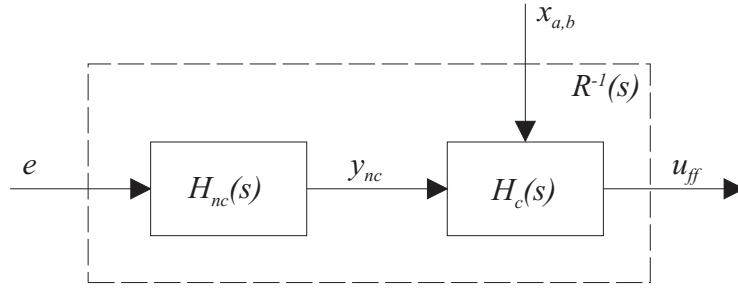 x_{a,b}
R^{-1}(s)
e
H_{nc}(s)
y_{nc}
H_c(s)
u_{ff}